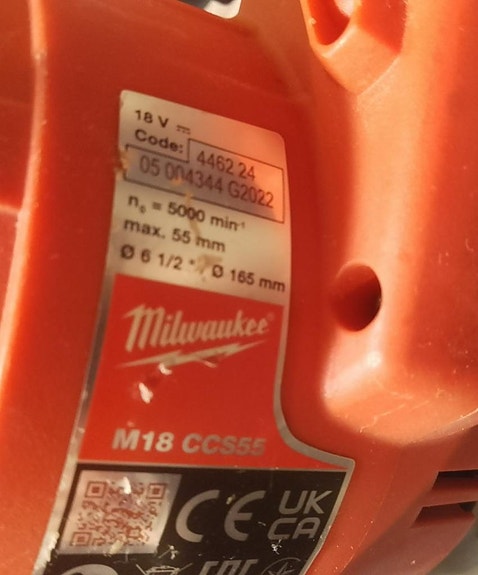 18 V ⎓
Code: 4462 24
05 004344 G2022
n₀ = 5000 min⁻¹
max. 55 mm
Ø 6 1/2 " Ø 165 mm
Milwaukee®
M18 CCS55
CE UK
CA